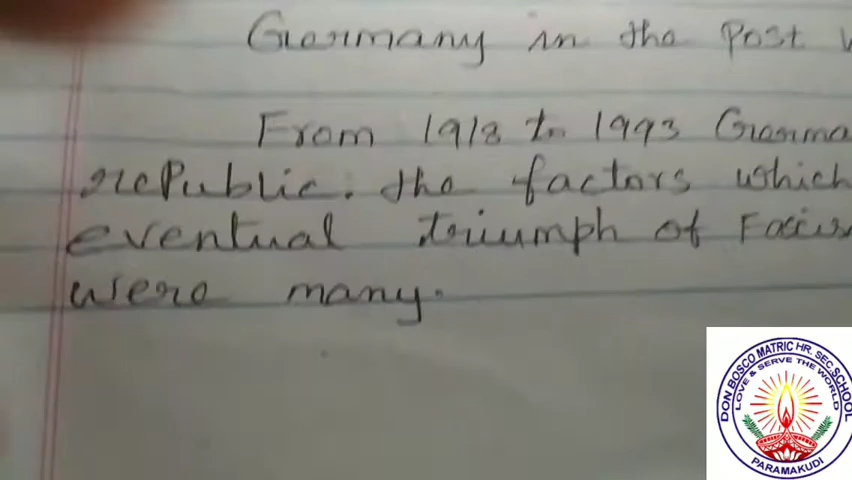 Germany in the Post
From 1918 to 1993 Germa
republic. the factors which
eventual triumph of Facis
were many.
DON BOSCO MATRIC HR. SEC SCHOOL
LOVE & SERVE THE WORLD
PARAMAKUDI